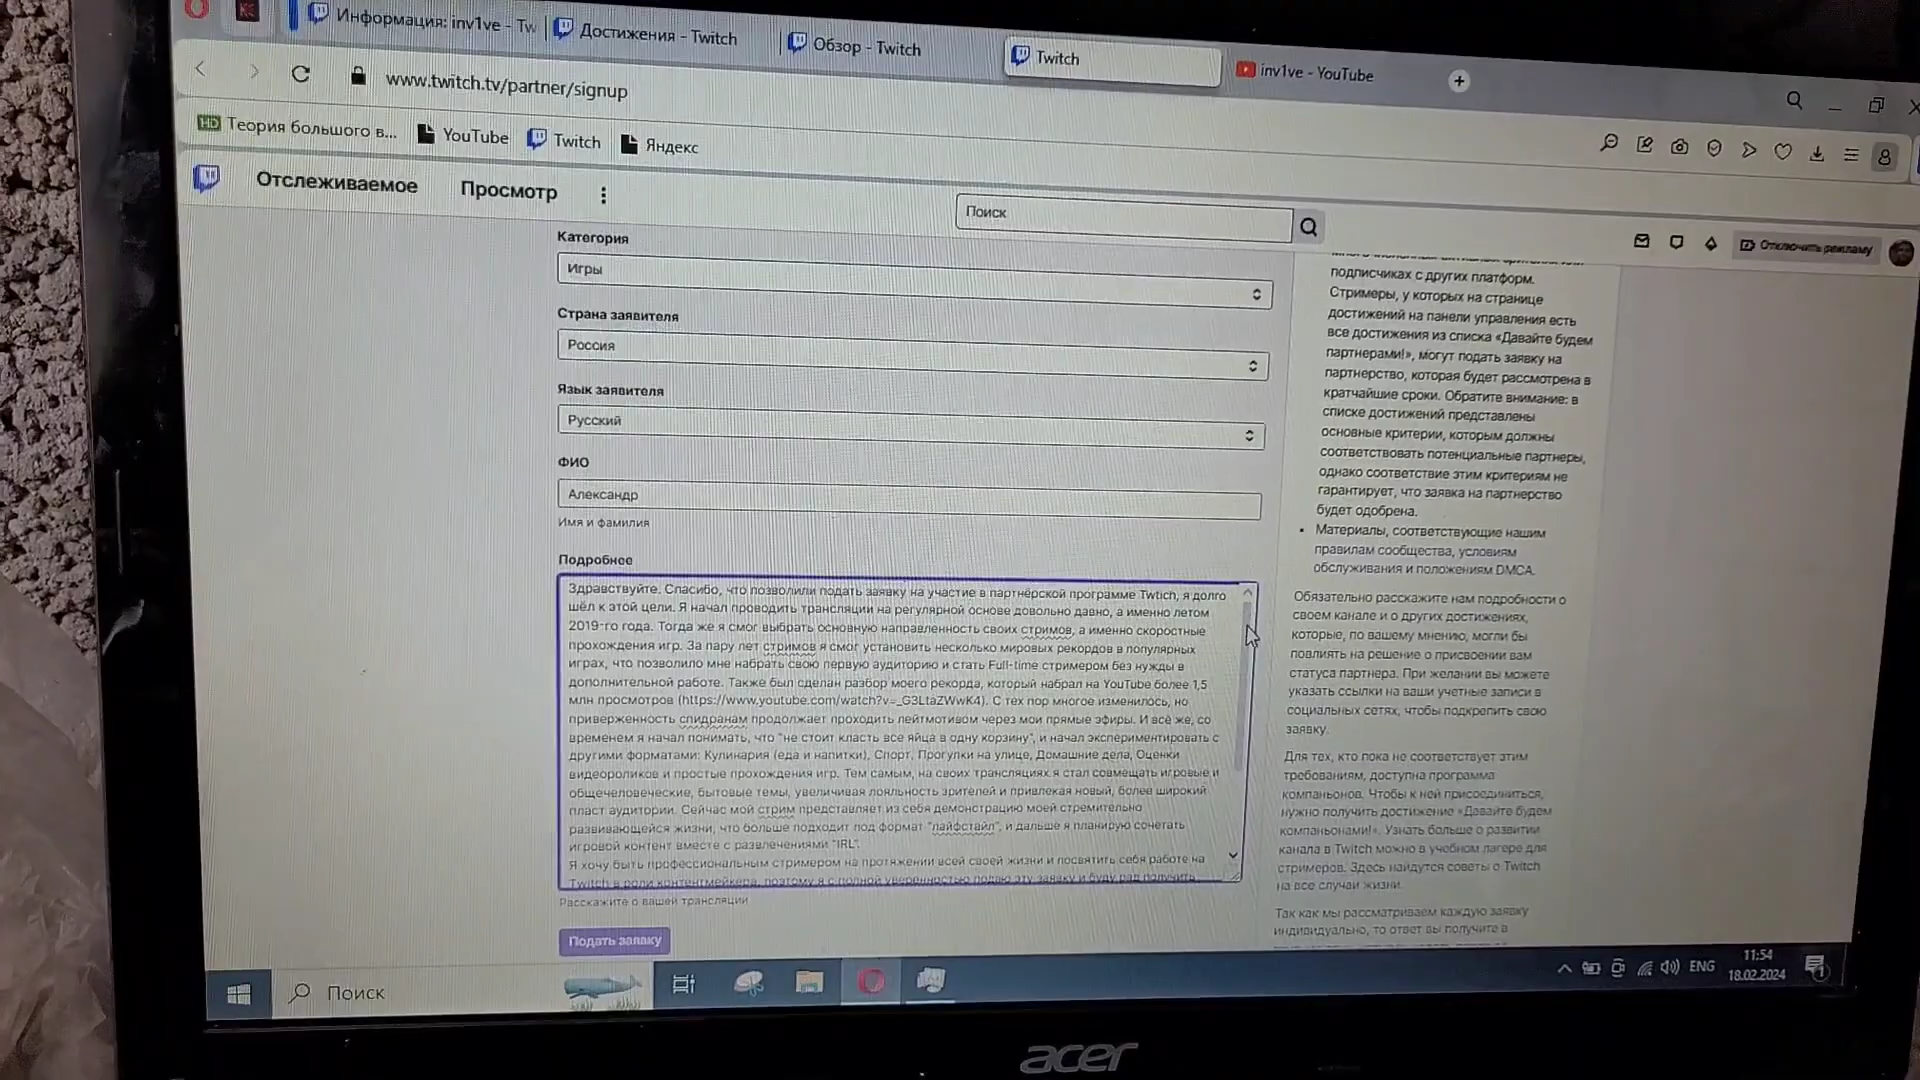 Информация: inv1ve - Tw
Достижения - Twitch
Обзор - Twitch
Twitch
inv1ve - YouTube
www.twitch.tv/partner/signup
HD Теория большого в...
YouTube
Twitch
Яндекс
Отслеживаемое
Просмотр
Поиск
Отключить рекламу
Категория
Игры
Страна заявителя
Россия
Язык заявителя
Русский
ФИО
Александр
Имя и фамилия
Подробнее
Здравствуйте. Спасибо, что позволили подать заявку на участие в партнёрской программе Twtich, я долго
шёл к этой цели. Я начал проводить трансляции на регулярной основе довольно давно, а именно летом
2019-го года. Тогда же я смог выбрать основную направленность своих стримов, а именно скоростные
прохождения игр. За пару лет стримов я смог установить несколько мировых рекордов в популярных
играх, что позволило мне набрать свою первую аудиторию и стать Full-time стримером без нужды в
дополнительной работе. Также был сделан разбор моего рекорда, который набрал на YouTube более 1,5
млн просмотров (https://www.youtube.com/watch?v=_G3LtaZWwK4). С тех пор многое изменилось, но
приверженность спидранам продолжает проходить лейтмотивом через мои прямые эфиры. И всё же, со
временем я начал понимать, что "не стоит класть все яйца в одну корзину", и начал экспериментировать с
другими форматами: Кулинария (еда и напитки), Спорт, Прогулки на улице, Домашние дела, Оценки
видеороликов и простые прохождения игр. Тем самым, на своих трансляциях я стал совмещать игровые и
общечеловеческие, бытовые темы, увеличивая лояльность зрителей и привлекая новый, более широкий
пласт аудитории. Сейчас мой стрим представляет из себя демонстрацию моей стремительно
развивающейся жизни, что больше подходит под формат "лайфстайл", и дальше я планирую сочетать
игровой контент вместе с развлечениями "IRL".
Я хочу быть профессиональным стримером на протяжении всей своей жизни и посвятить себя работе на
Twitch в роли контентмейкера, поэтому я с полной уверенностью подаю эту заявку и буду рад получить
Расскажите о вашей трансляции
Подать заявку
подписчиках с других платформ.
Стримеры, у которых на странице
достижений на панели управления есть
все достижения из списка «Давайте будем
партнерами!», могут подать заявку на
партнерство, которая будет рассмотрена в
кратчайшие сроки. Обратите внимание: в
списке достижений представлены
основные критерии, которым должны
соответствовать потенциальные партнеры,
однако соответствие этим критериям не
гарантирует, что заявка на партнерство
будет одобрена.
• Материалы, соответствующие нашим
правилам сообщества, условиям
обслуживания и положениям DMCA.
Обязательно расскажите нам подробности о
своем канале и о других достижениях,
которые, по вашему мнению, могли бы
повлиять на решение о присвоении вам
статуса партнера. При желании вы можете
указать ссылки на ваши учетные записи в
социальных сетях, чтобы подкрепить свою
заявку.
Для тех, кто пока не соответствует этим
требованиям, доступна программа
компаньонов. Чтобы к ней присоединиться,
нужно получить достижение «Давайте будем
компаньонами!». Узнать больше о развитии
канала в Twitch можно в учебном лагере для
стримеров. Здесь найдутся советы о Twitch
на все случаи жизни.
Так как мы рассматриваем каждую заявку
индивидуально, то ответ вы получите в
Поиск
ENG
11:54
18.02.2024
1
acer